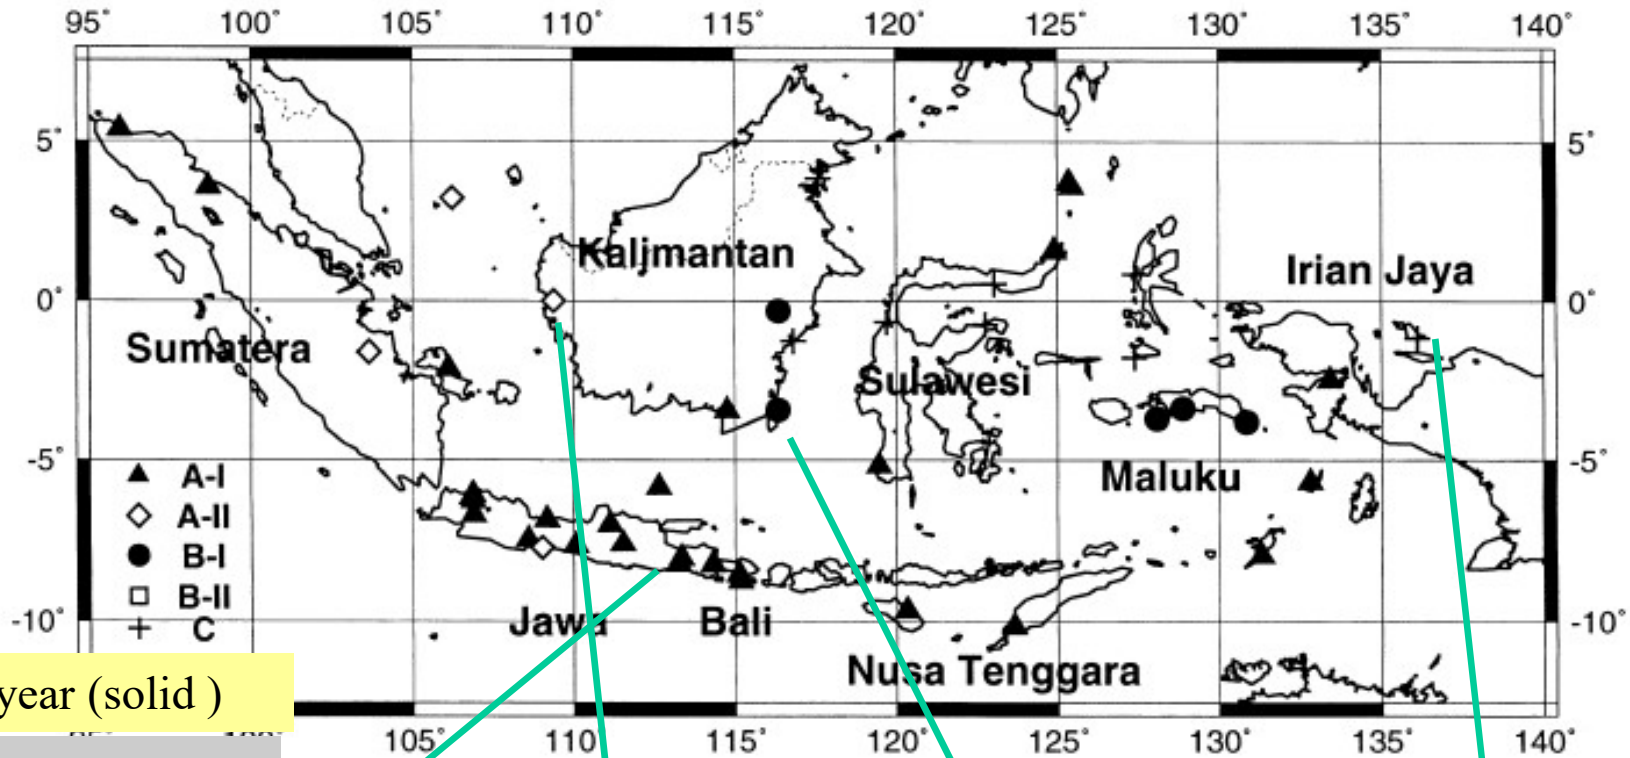 95° 100° 105° 110° 115° 120° 125° 130° 135° 140°
5° 5°
Kalimantan
Irian Jaya
0° 0°
Sumatera
Sulawesi
-5° -5°
Maluku
A-I
A-II
B-I
B-II
C
-10° -10°
Jawa Bali
Nusa Tenggara
year (solid )
105° 110° 115° 120° 125° 130° 135° 140°